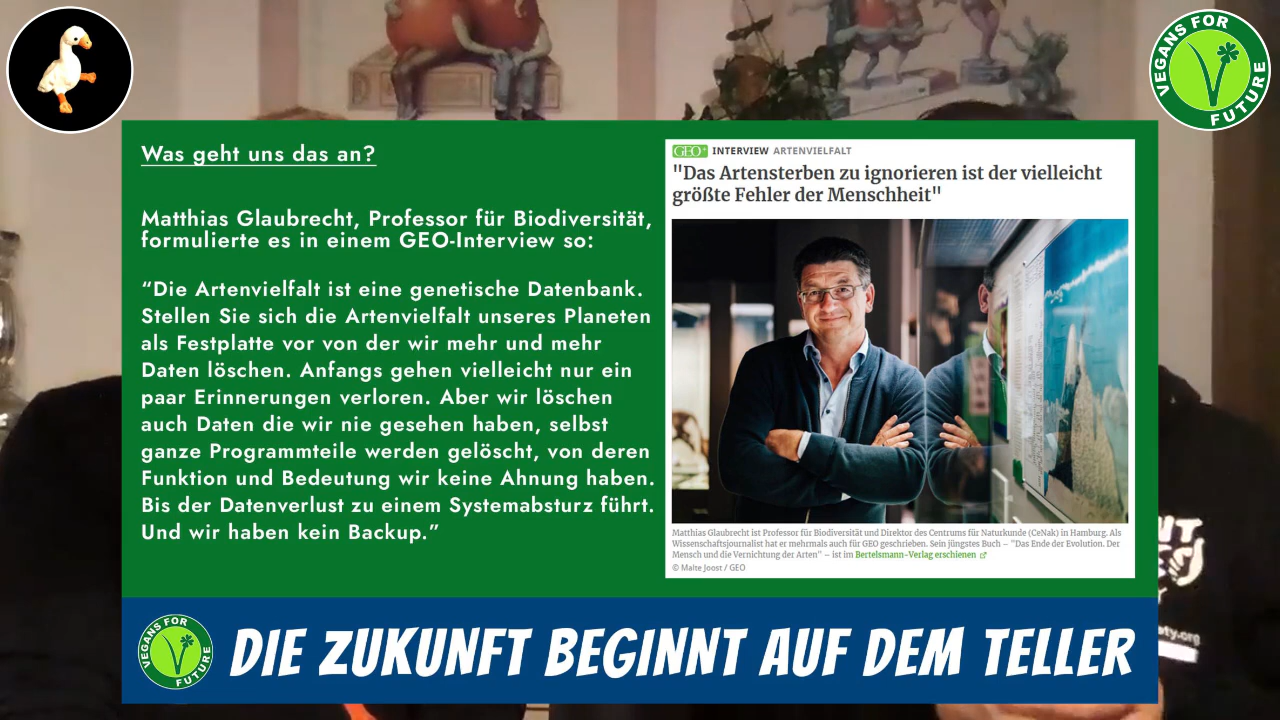 VEGANS FOR
FUTURE
Was geht uns das an?
Matthias Glaubrecht, Professor für Biodiversität,
formulierte es in einem GEO-Interview so:
“Die Artenvielfalt ist eine genetische Datenbank.
Stellen Sie sich die Artenvielfalt unseres Planeten
als Festplatte vor von der wir mehr und mehr
Daten löschen. Anfangs gehen vielleicht nur ein
paar Erinnerungen verloren. Aber wir löschen
auch Daten die wir nie gesehen haben, selbst
ganze Programmteile werden gelöscht, von deren
Funktion und Bedeutung wir keine Ahnung haben.
Bis der Datenverlust zu einem Systemabsturz führt.
Und wir haben kein Backup.”
GEO+ INTERVIEW ARTENVIELFALT
"Das Artensterben zu ignorieren ist der vielleicht
größte Fehler der Menschheit"
Matthias Glaubrecht ist Professor für Biodiversität und Direktor des Centrums für Naturkunde (CeNak) in Hamburg. Als
Wissenschaftsjournalist hat er mehrmals auch für GEO geschrieben. Sein jüngstes Buch – "Das Ende der Evolution. Der
Mensch und die Vernichtung der Arten" – ist im Bertelsmann-Verlag erschienen
© Malte Joost / GEO
VEGANS FOR
FUTURE
DIE ZUKUNFT BEGINNT AUF DEM TELLER